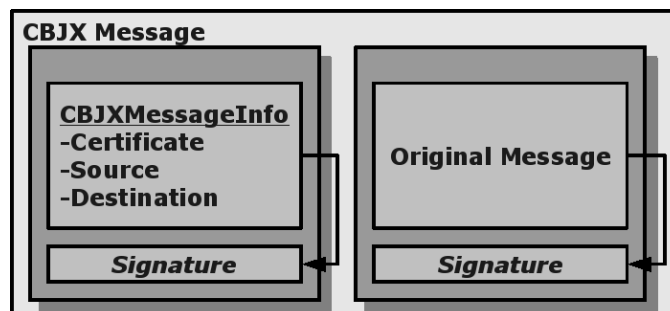 CBJX Message
CBJXMessageInfo
-Certificate
-Source
-Destination
Signature
Original Message
Signature